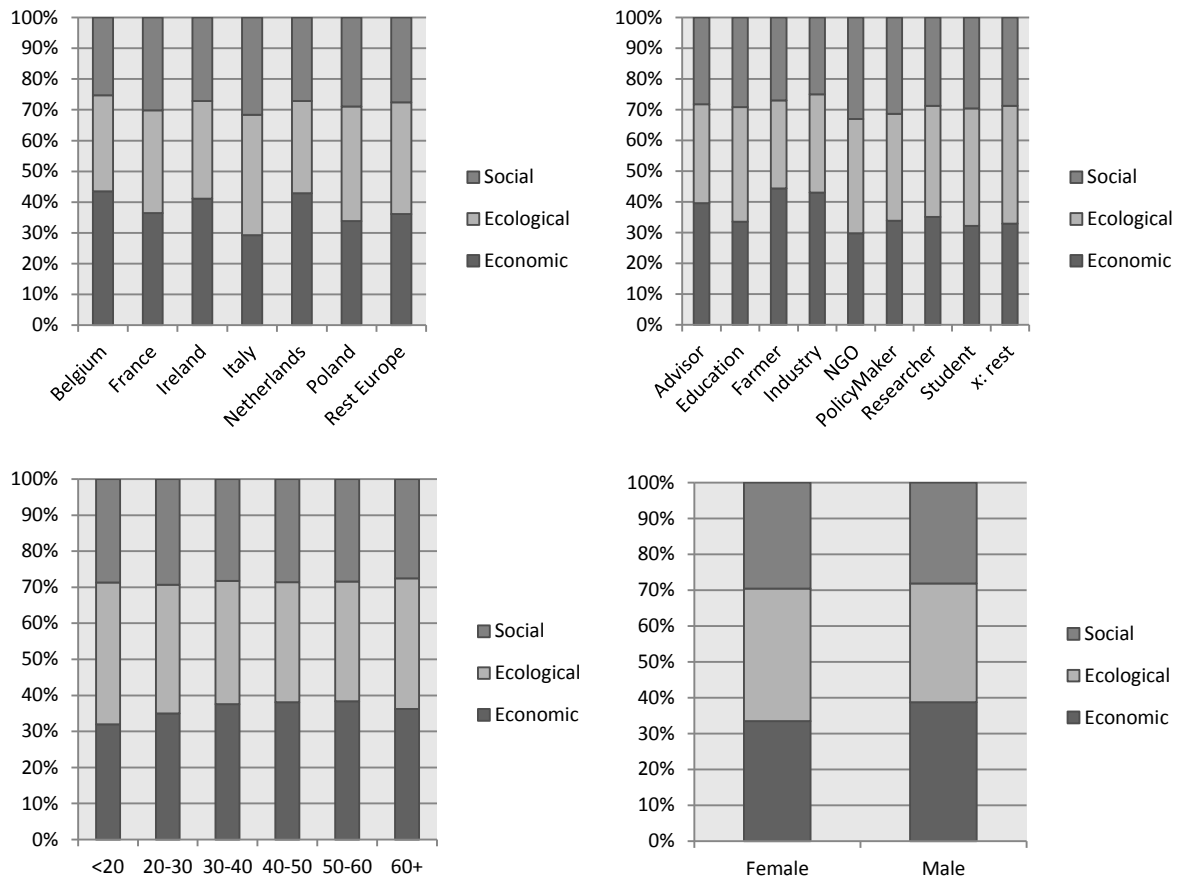 100%
90%
80%
70%
60%
50%
40%
30%
20%
10%
0%
Belgium
France
Ireland
Italy
Netherlands
Poland
Rest Europe
Social
Ecological
Economic
100%
90%
80%
70%
60%
50%
40%
30%
20%
10%
0%
Advisor
Education
Farmer
Industry
NGO
PolicyMaker
Researcher
Student
x: rest
Social
Ecological
Economic
100%
90%
80%
70%
60%
50%
40%
30%
20%
10%
0%
<20 20-30 30-40 40-50 50-60 60+
Social
Ecological
Economic
100%
90%
80%
70%
60%
50%
40%
30%
20%
10%
0%
Female Male
Social
Ecological
Economic